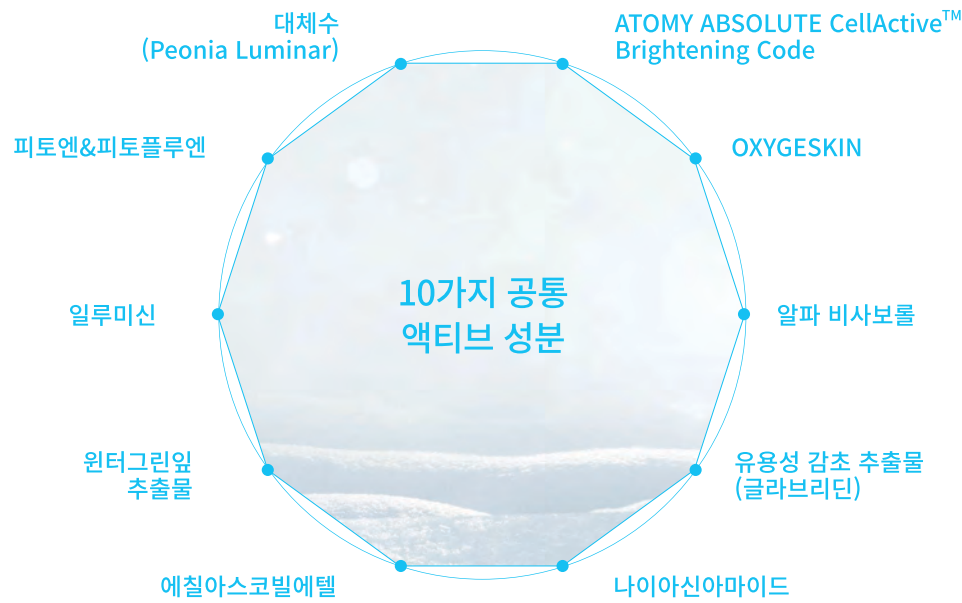 대체수
(Peonia Luminar)
ATOMY ABSOLUTE CellActive™
Brightening Code
피토엔&피토플루엔
OXYGESKIN
10가지 공통
액티브 성분
일루미신
알파 비사보롤
윈터그린잎
추출물
유용성 감초 추출물
(글라브리딘)
에칠아스코빌에텔
나이아신아마이드